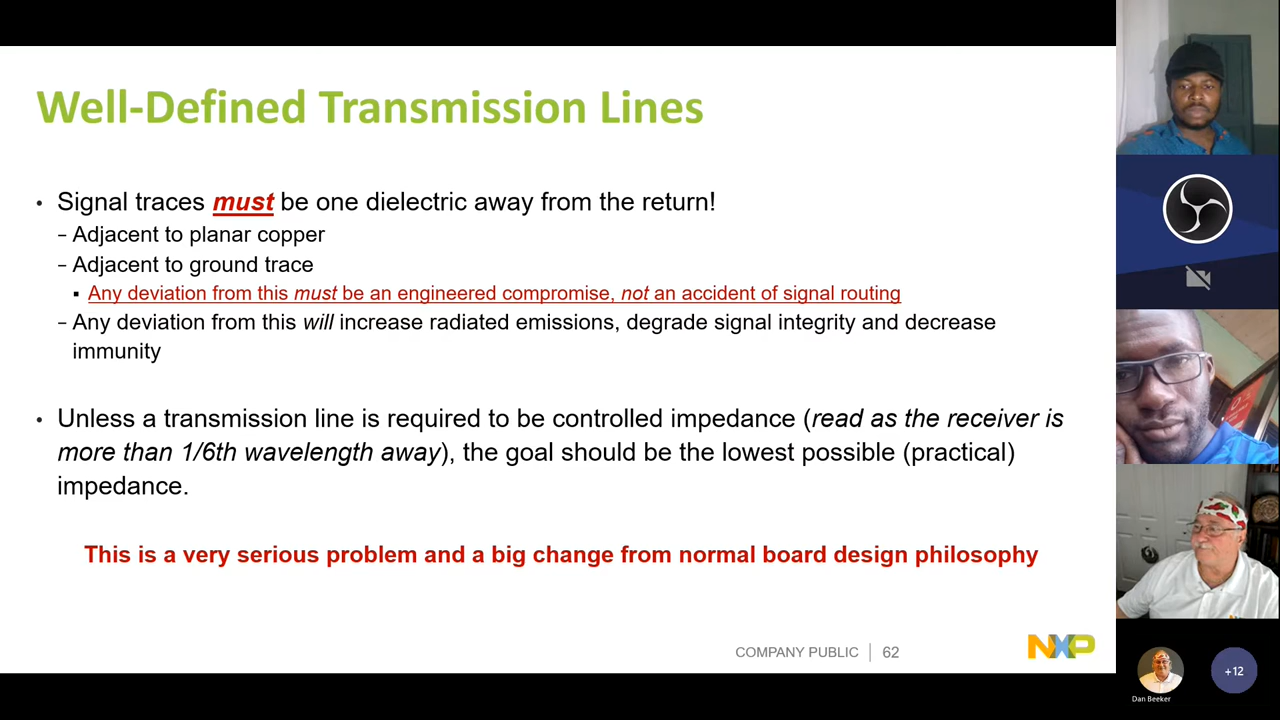 Well-Defined Transmission Lines
• Signal traces must be one dielectric away from the return!
– Adjacent to planar copper
– Adjacent to ground trace
▪ Any deviation from this must be an engineered compromise, not an accident of signal routing
– Any deviation from this will increase radiated emissions, degrade signal integrity and decrease
immunity
• Unless a transmission line is required to be controlled impedance (read as the receiver is
more than 1/6th wavelength away), the goal should be the lowest possible (practical)
impedance.
This is a very serious problem and a big change from normal board design philosophy
COMPANY PUBLIC | 62
NXP
Dan Beeker
+12